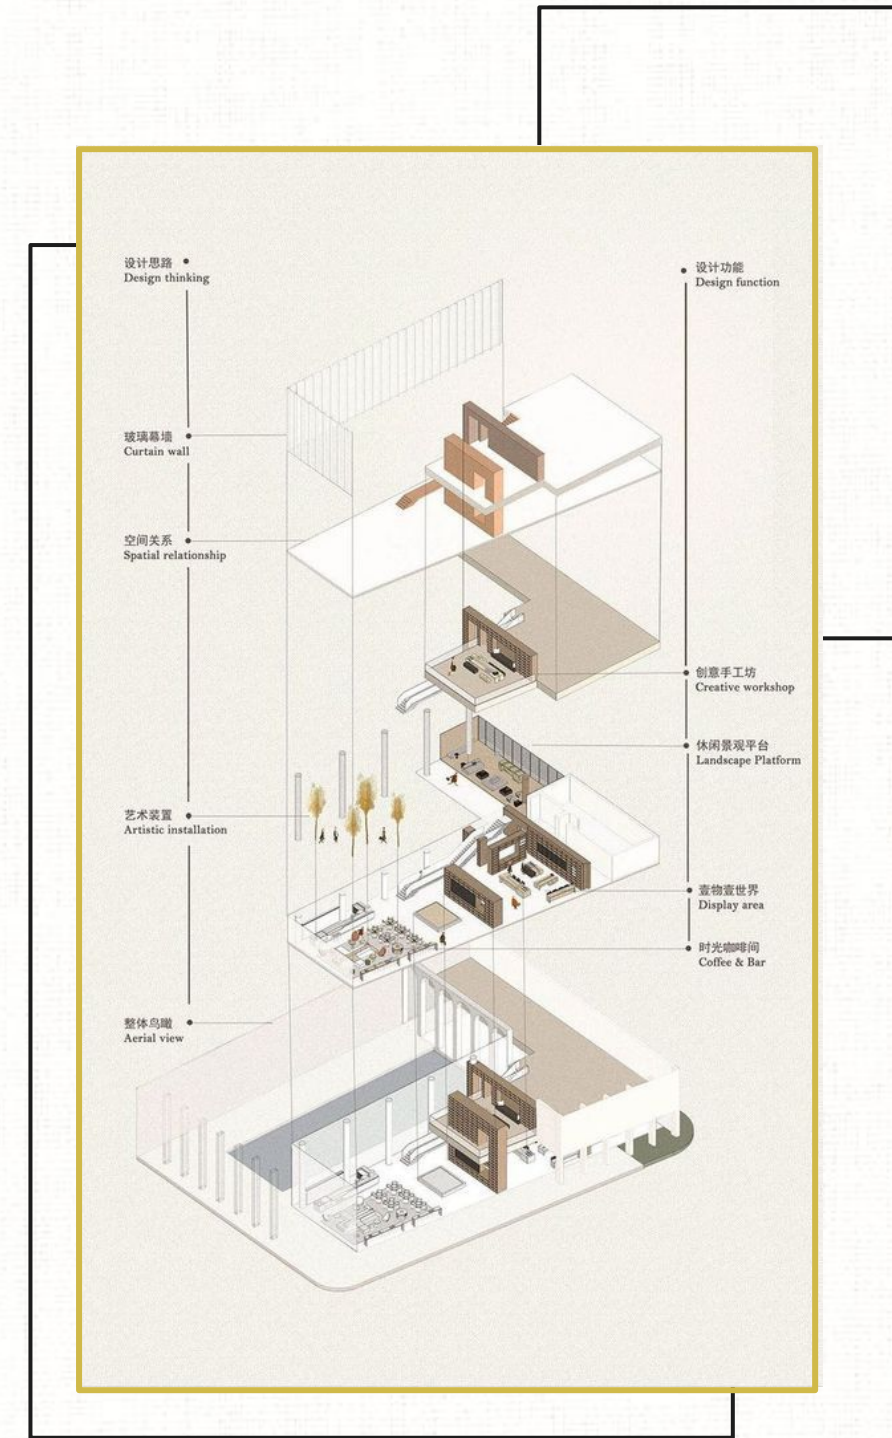 设计思路
Design thinking
玻璃幕墙
Curtain wall
空间关系
Spatial relationship
艺术装置
Artistic installation
整体鸟瞰
Aerial view
设计功能
Design function
创意手工坊
Creative workshop
休闲景观平台
Landscape Platform
壹物壹世界
Display area
时光咖啡间
Coffee & Bar